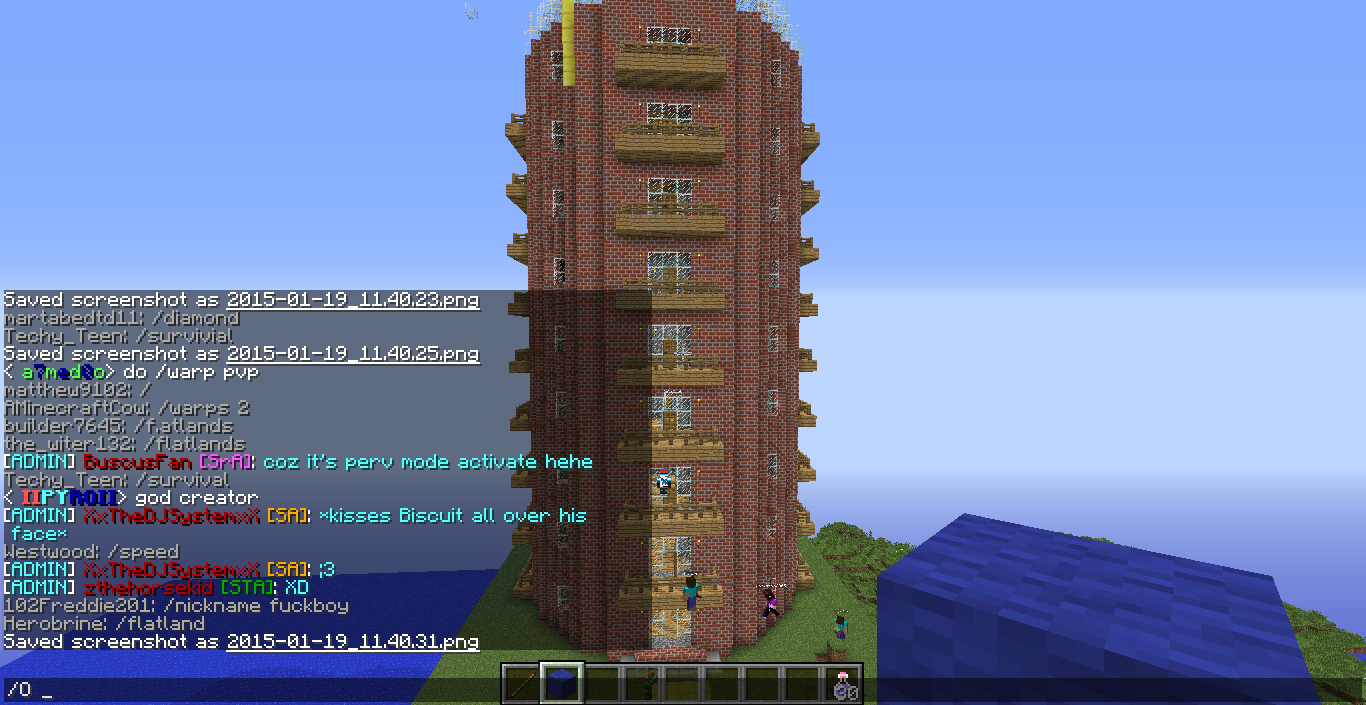 Saved screenshot as 2015-01-19_11.40.23.png
martabedtd11: /diamond
Techy_Teen: /survivial
Saved screenshot as 2015-01-19_11.40.25.png
< a7med0o> do /warp pvp
matthew9102: /
AMinecraftCow: /warps 2
builder7645: /f.atlands
the_witer132: /flatlands
[ADMIN] BuscusFan [SrA]: coz it's perv mode activate hehe
Techy_Teen: /survival
< IIPYROII> god creator
[ADMIN] XxTheDJSystemxX [SA]: *kisses Biscuit all over his
face*
Westwood: /speed
[ADMIN] XxTheDJSystemxX [SA]: ;3
[ADMIN] zthehorsekid [STA]: XD
102Freddie201: /nickname fuckboy
Herobrine: /flatland
Saved screenshot as 2015-01-19_11.40.31.png
/O _